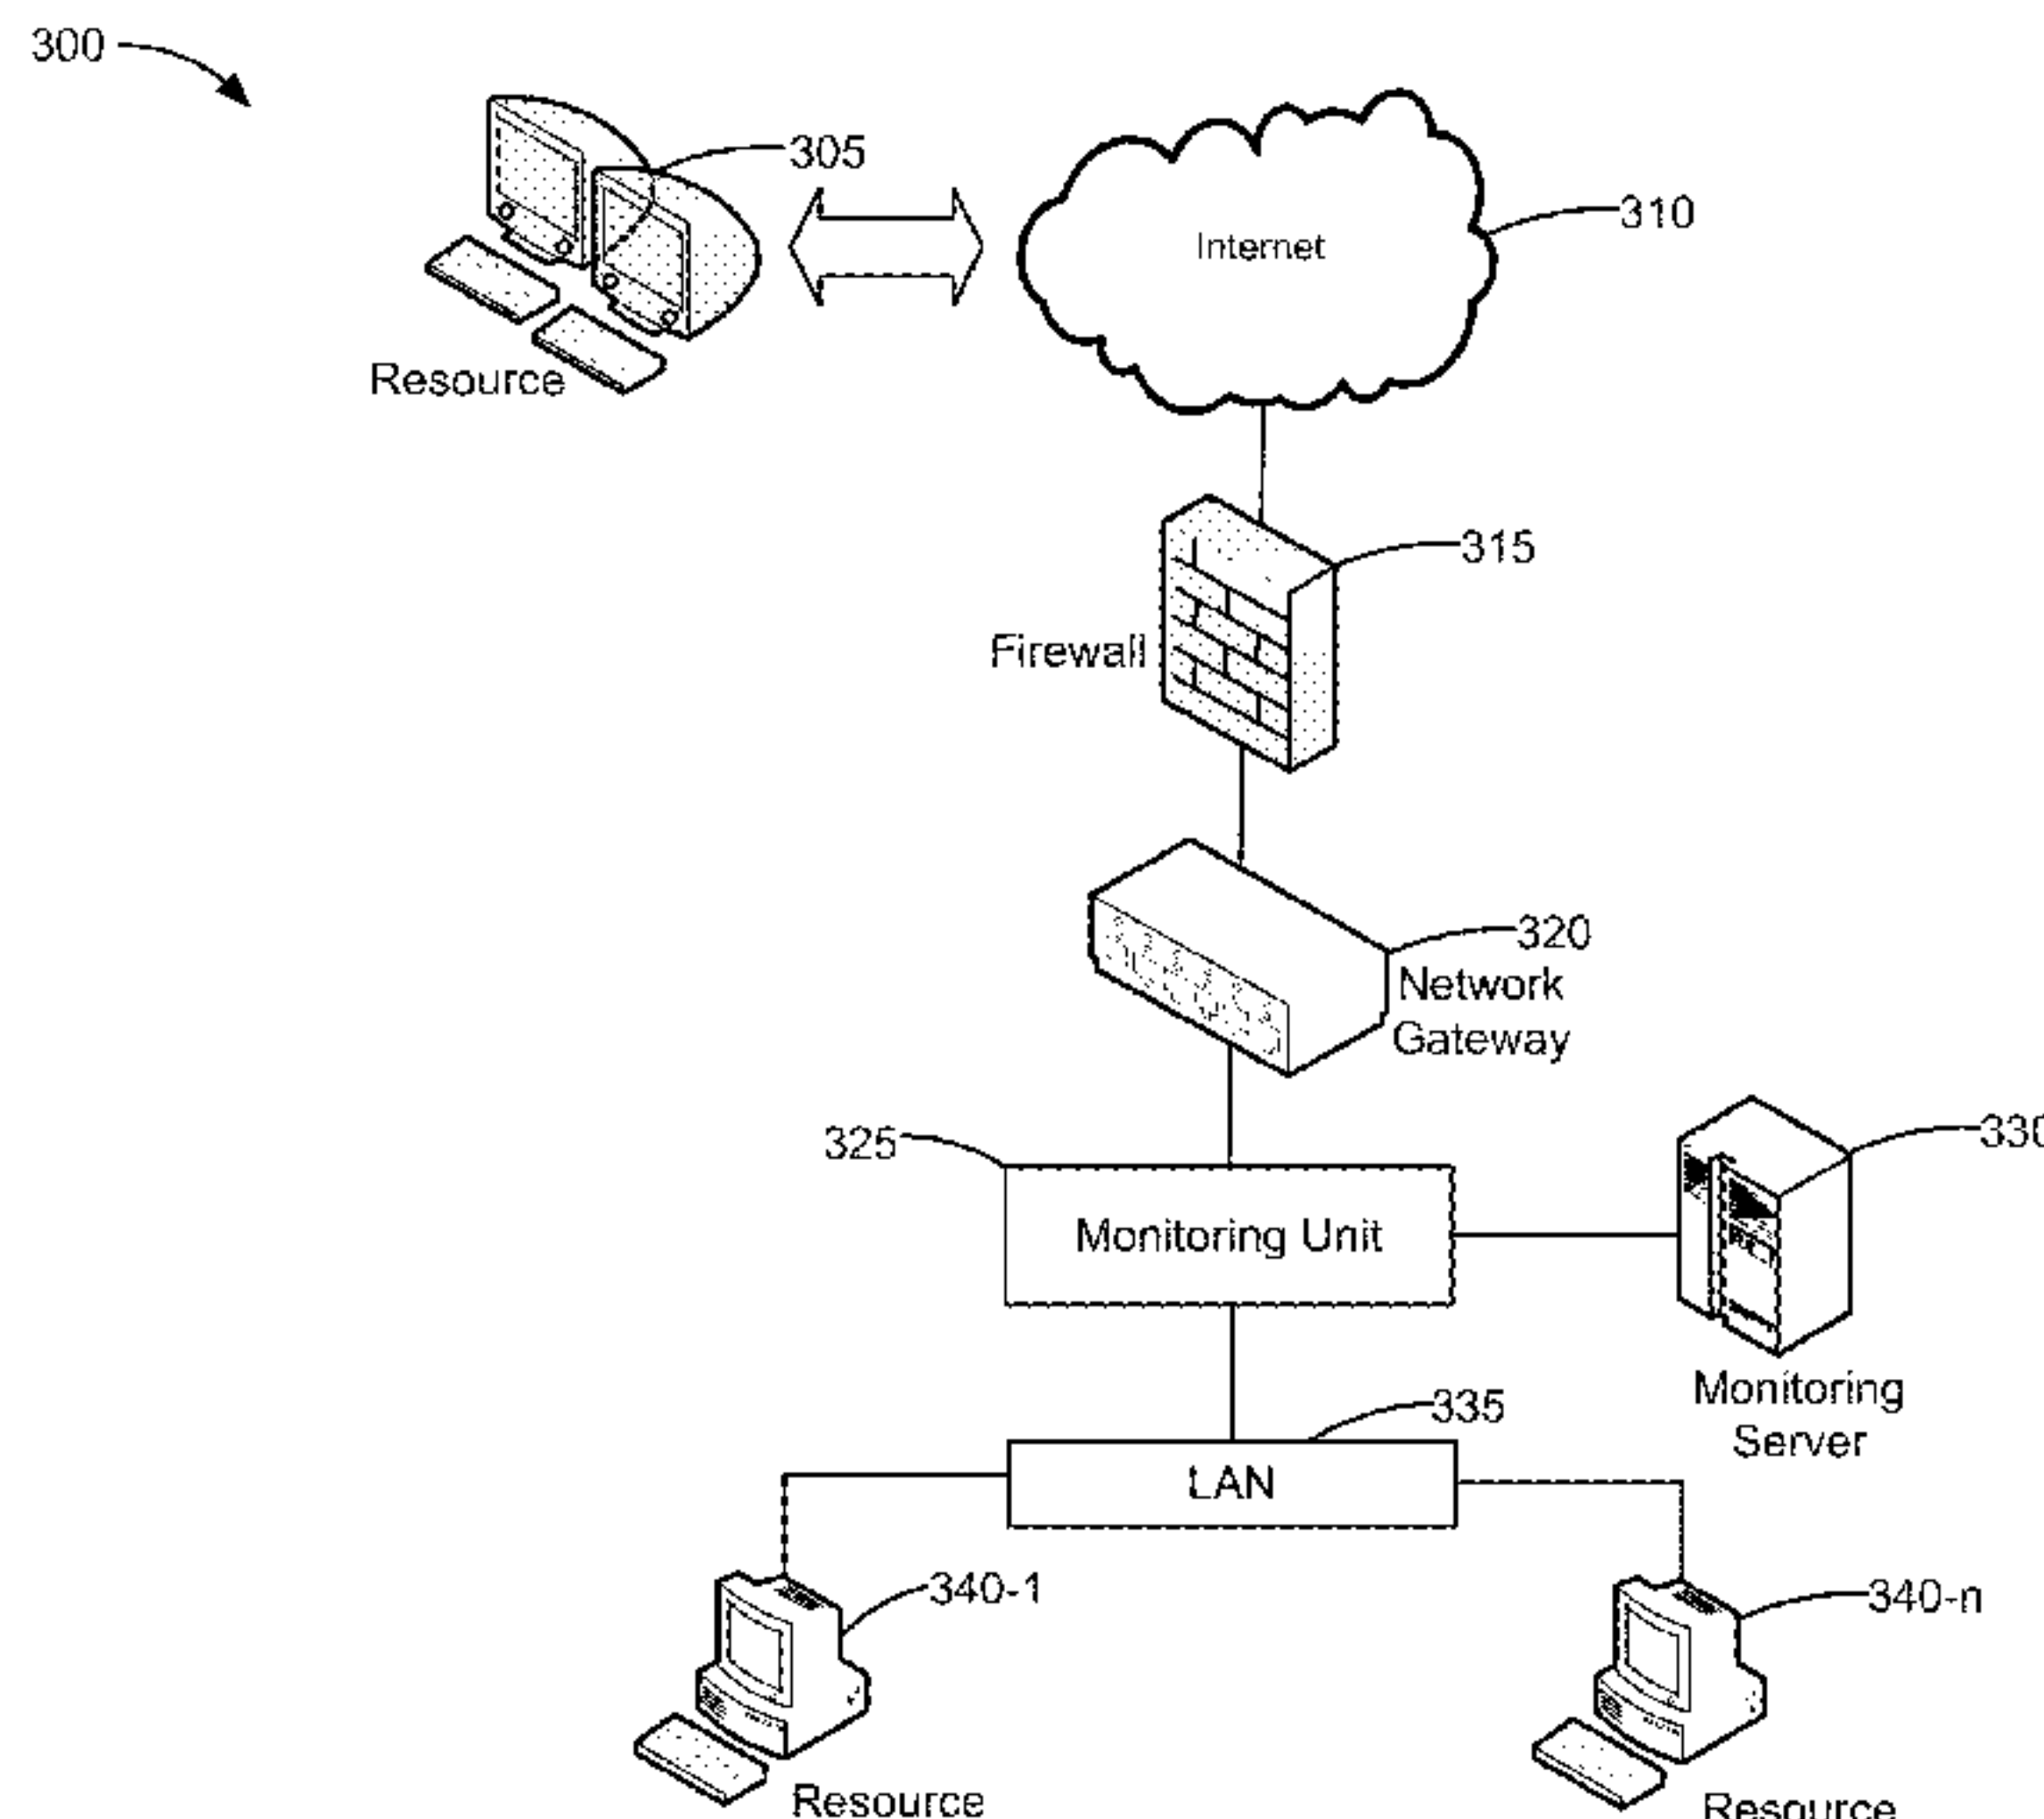 300
305
310
Internet
Resource
315
Firewall
320
Network
Gateway
325
330
Monitoring Unit
Monitoring
Server
335
LAN
340-1
340-n
Resource
Resource